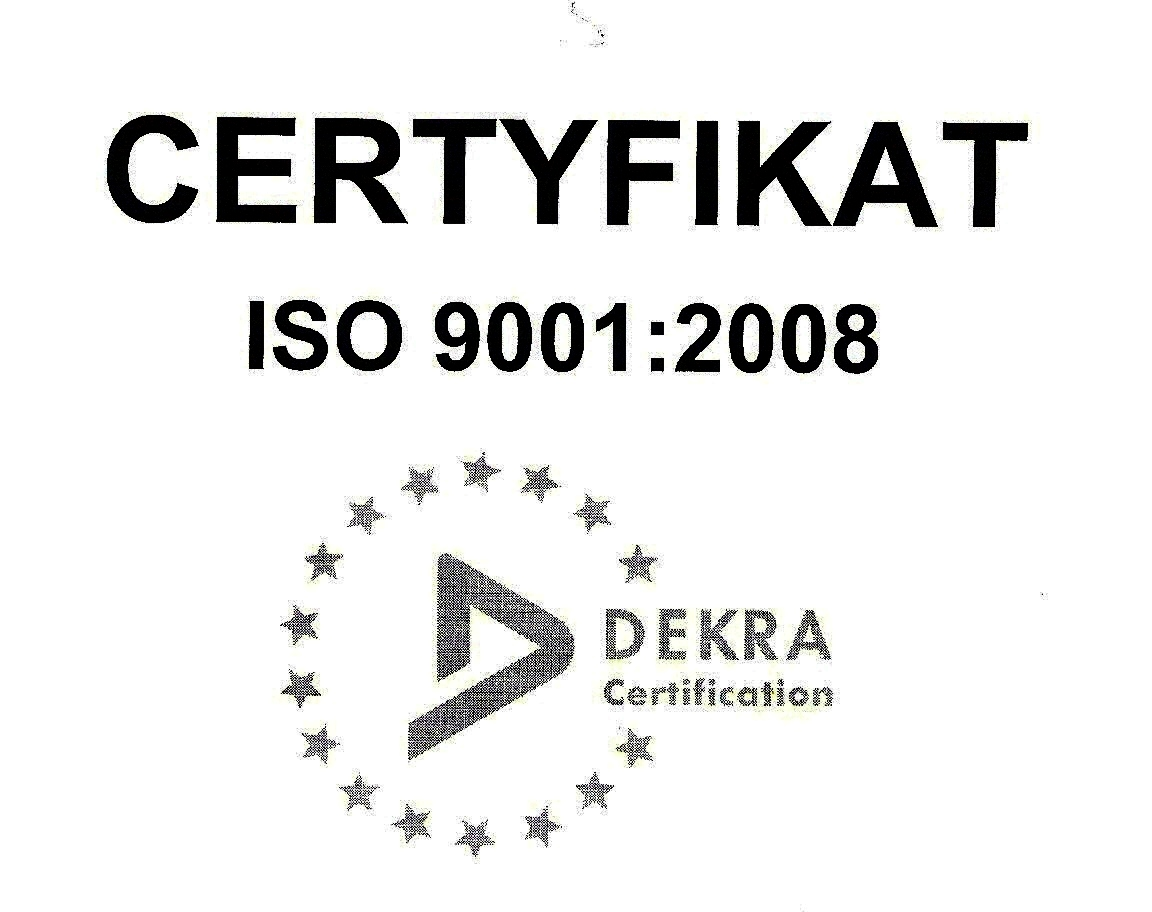 CERTYFIKAT
ISO 9001:2008
DEKRA
Certification